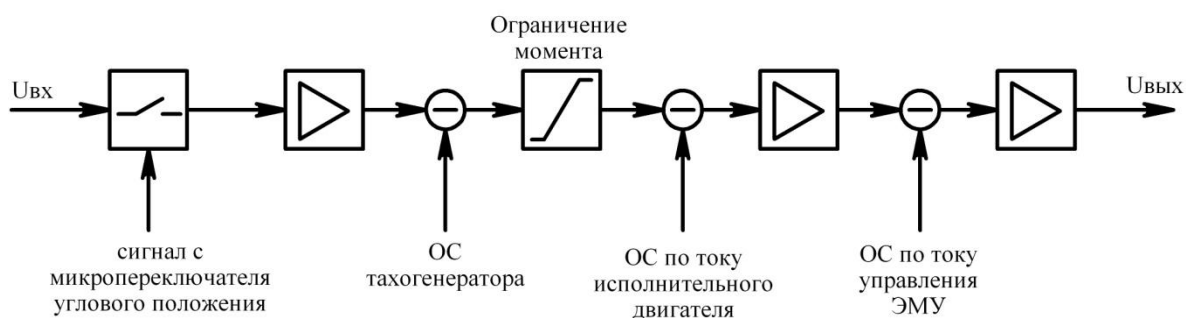 Ограничение
момента
Uвх
Uвых
сигнал с
микропереключателя
углового положения
ОС
тахогенератора
ОС по току
исполнительного
двигателя
ОС по току
управления
ЭМУ